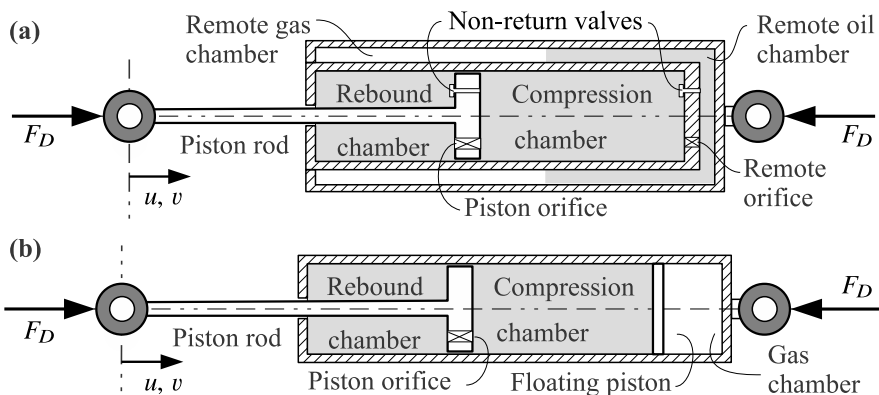 (a)
Remote gas
chamber
Non-return valves
Remote oil
chamber
Rebound
chamber
Compression
chamber
F_D
F_D
Piston rod
u, v
Piston orifice
Remote
orifice
(b)
Rebound
chamber
Compression
chamber
F_D
F_D
Piston rod
u, v
Piston orifice
Floating piston
Gas
chamber